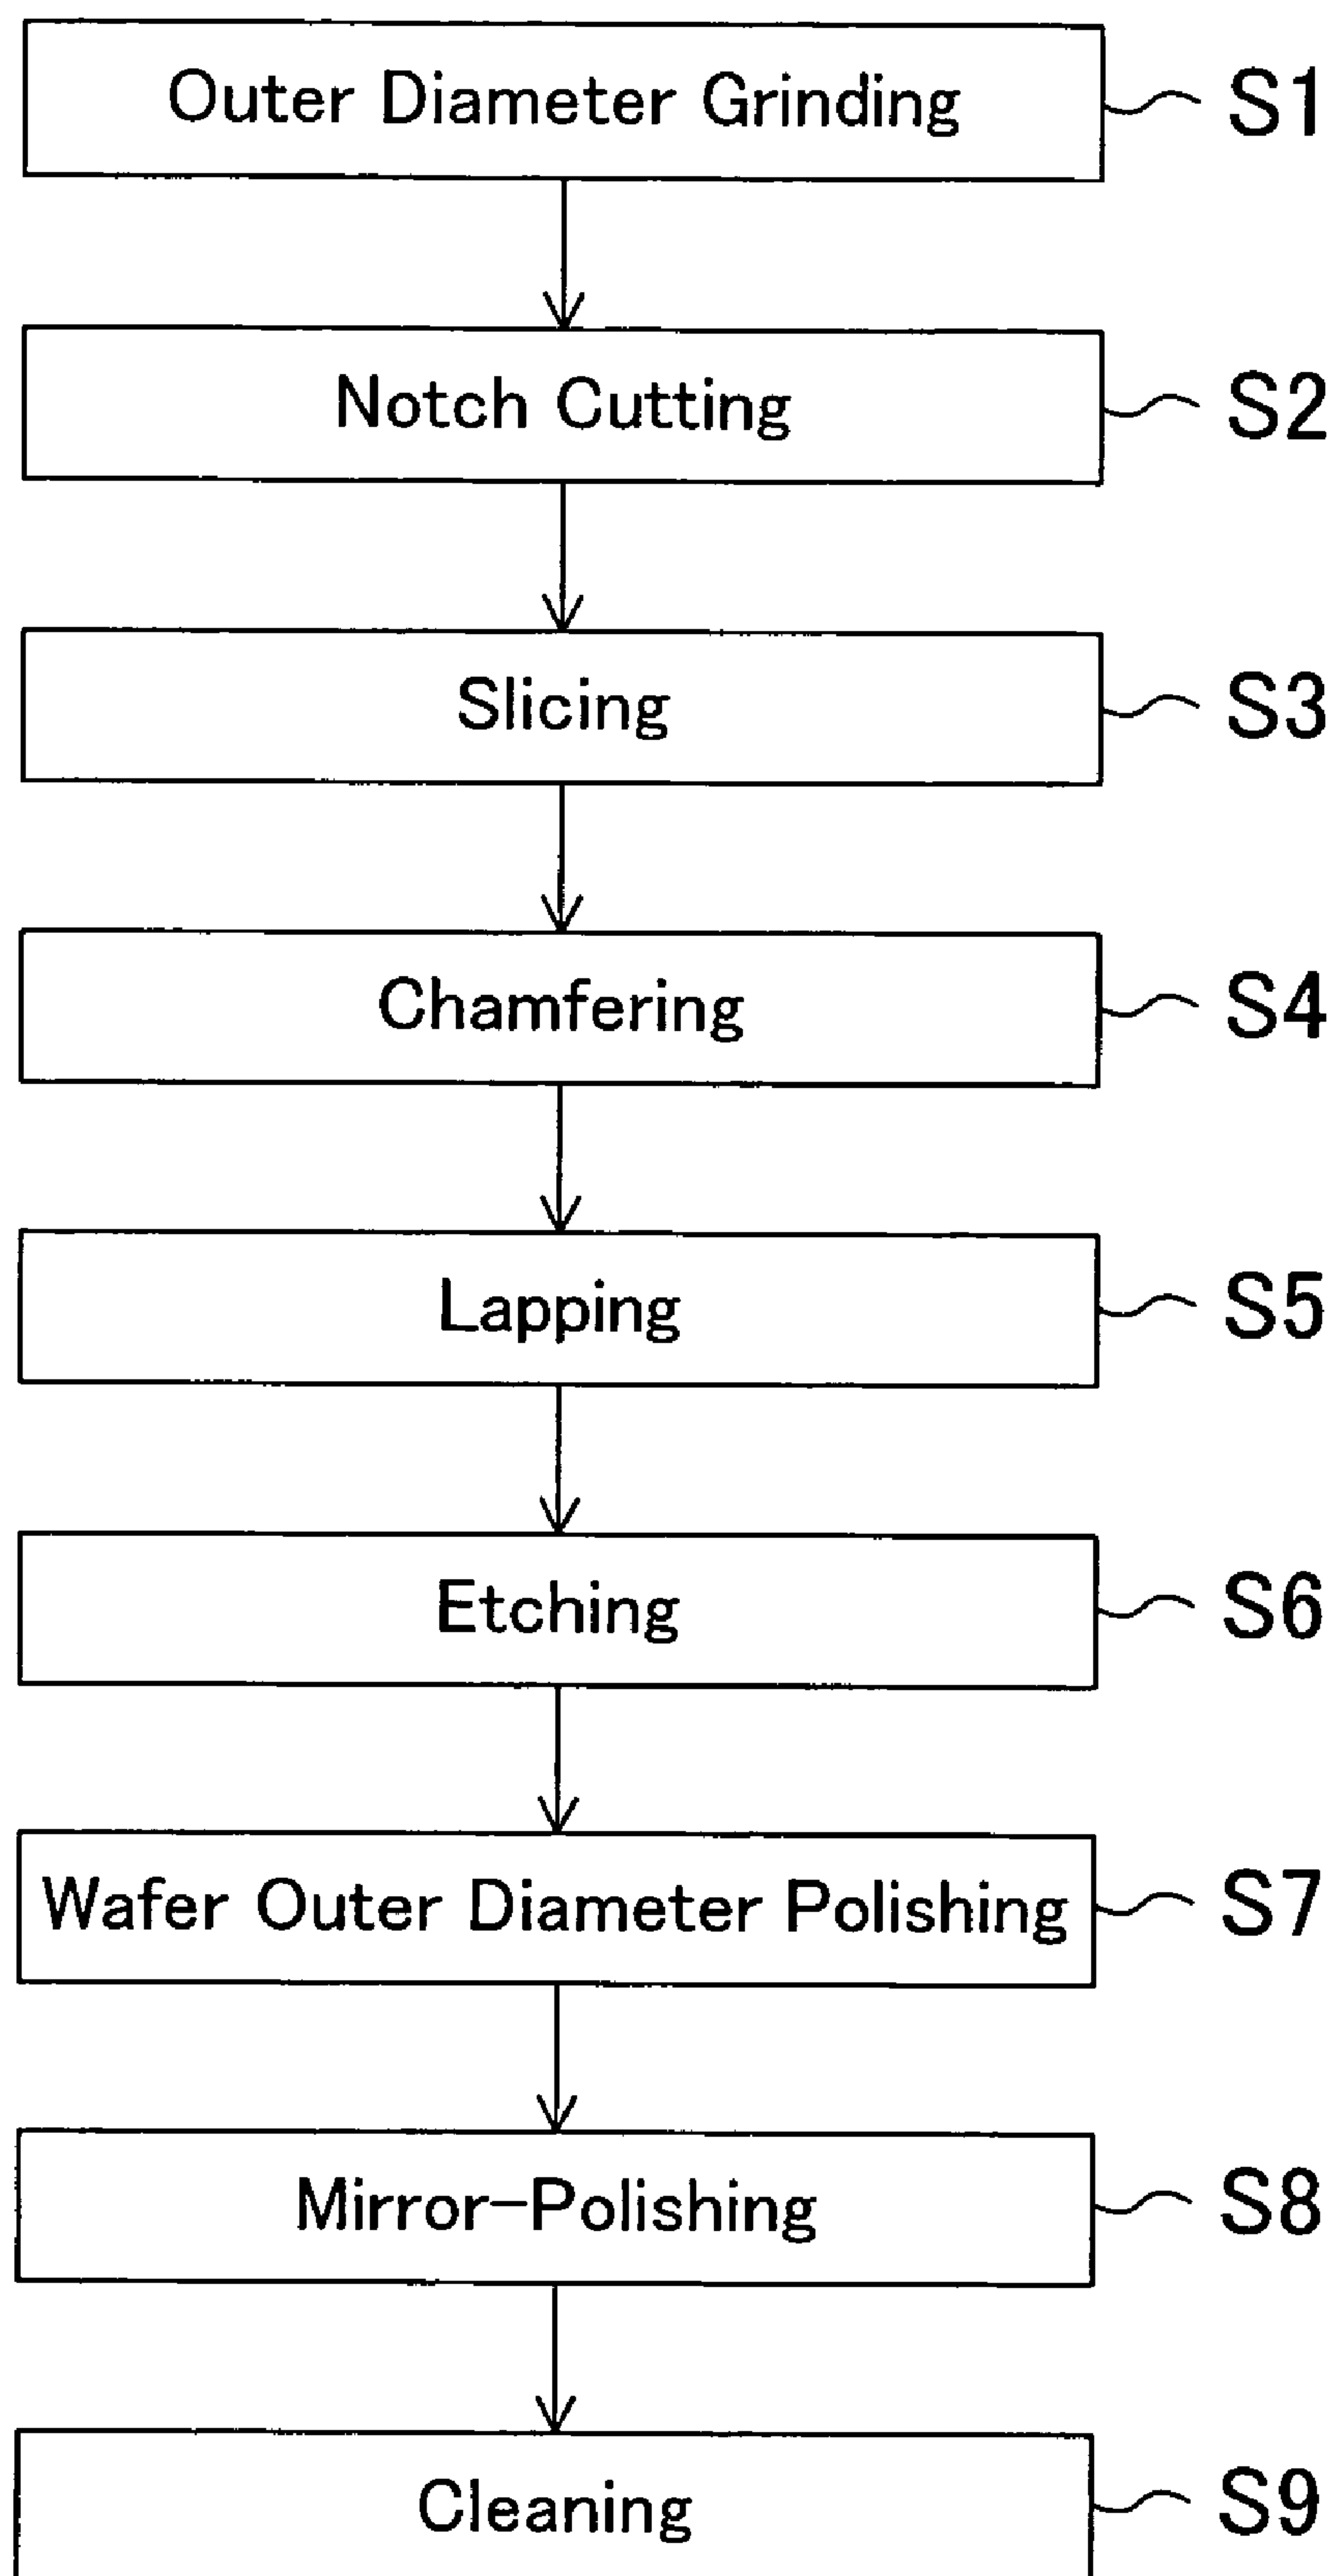 Outer Diameter Grinding S1
Notch Cutting S2
Slicing S3
Chamfering S4
Lapping S5
Etching S6
Wafer Outer Diameter Polishing S7
Mirror-Polishing S8
Cleaning S9